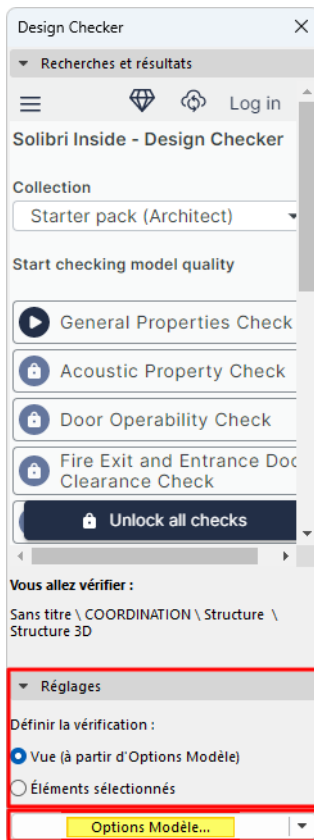 Design Checker
Recherches et résultats
Log in
Solibri Inside - Design Checker
Collection
Starter pack (Architect)
Start checking model quality
General Properties Check
Acoustic Property Check
Door Operability Check
Fire Exit and Entrance Doo
Clearance Check
Unlock all checks
Vous allez vérifier :
Sans titre \ COORDINATION \ Structure \
Structure 3D
Réglages
Définir la vérification :
Vue (à partir d'Options Modèle)
Éléments sélectionnés
Options Modèle...